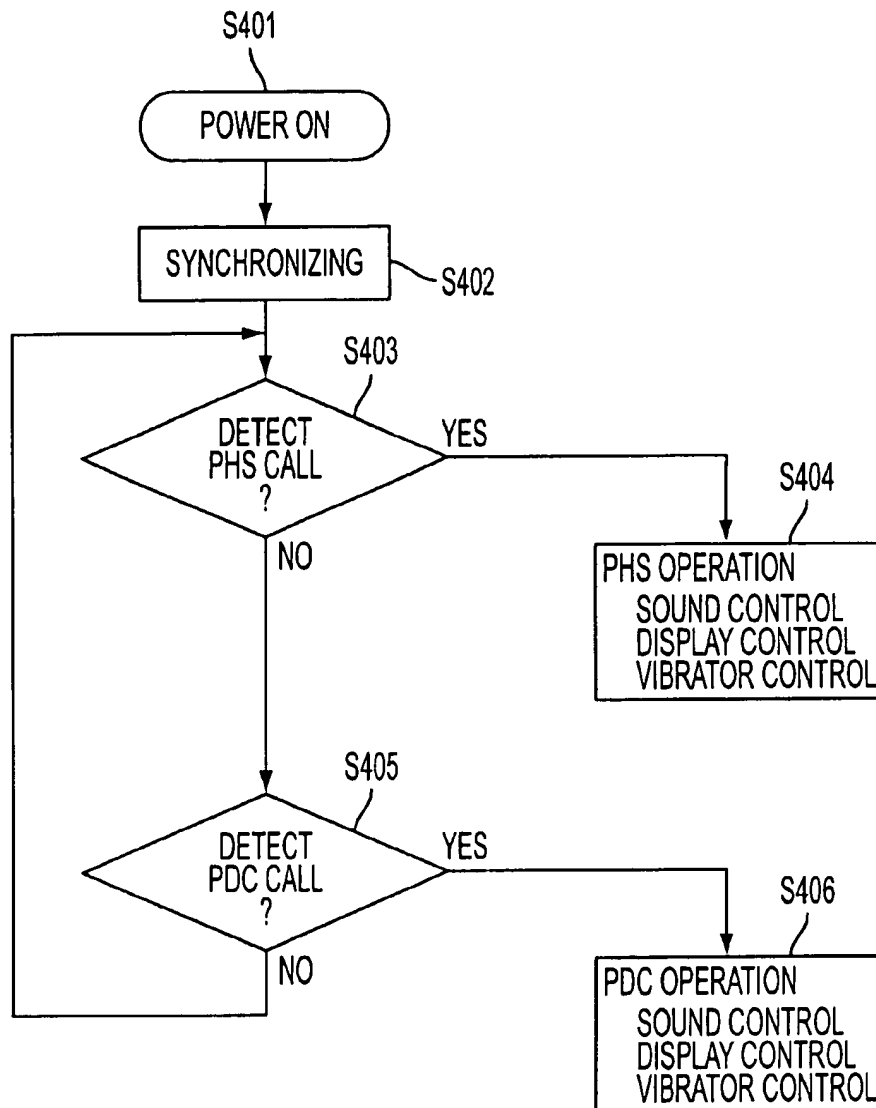 S401
POWER ON
SYNCHRONIZING
S402
S403
DETECT
PHS CALL
?
YES
NO
S404
PHS OPERATION
SOUND CONTROL
DISPLAY CONTROL
VIBRATOR CONTROL
S405
DETECT
PDC CALL
?
YES
NO
S406
PDC OPERATION
SOUND CONTROL
DISPLAY CONTROL
VIBRATOR CONTROL